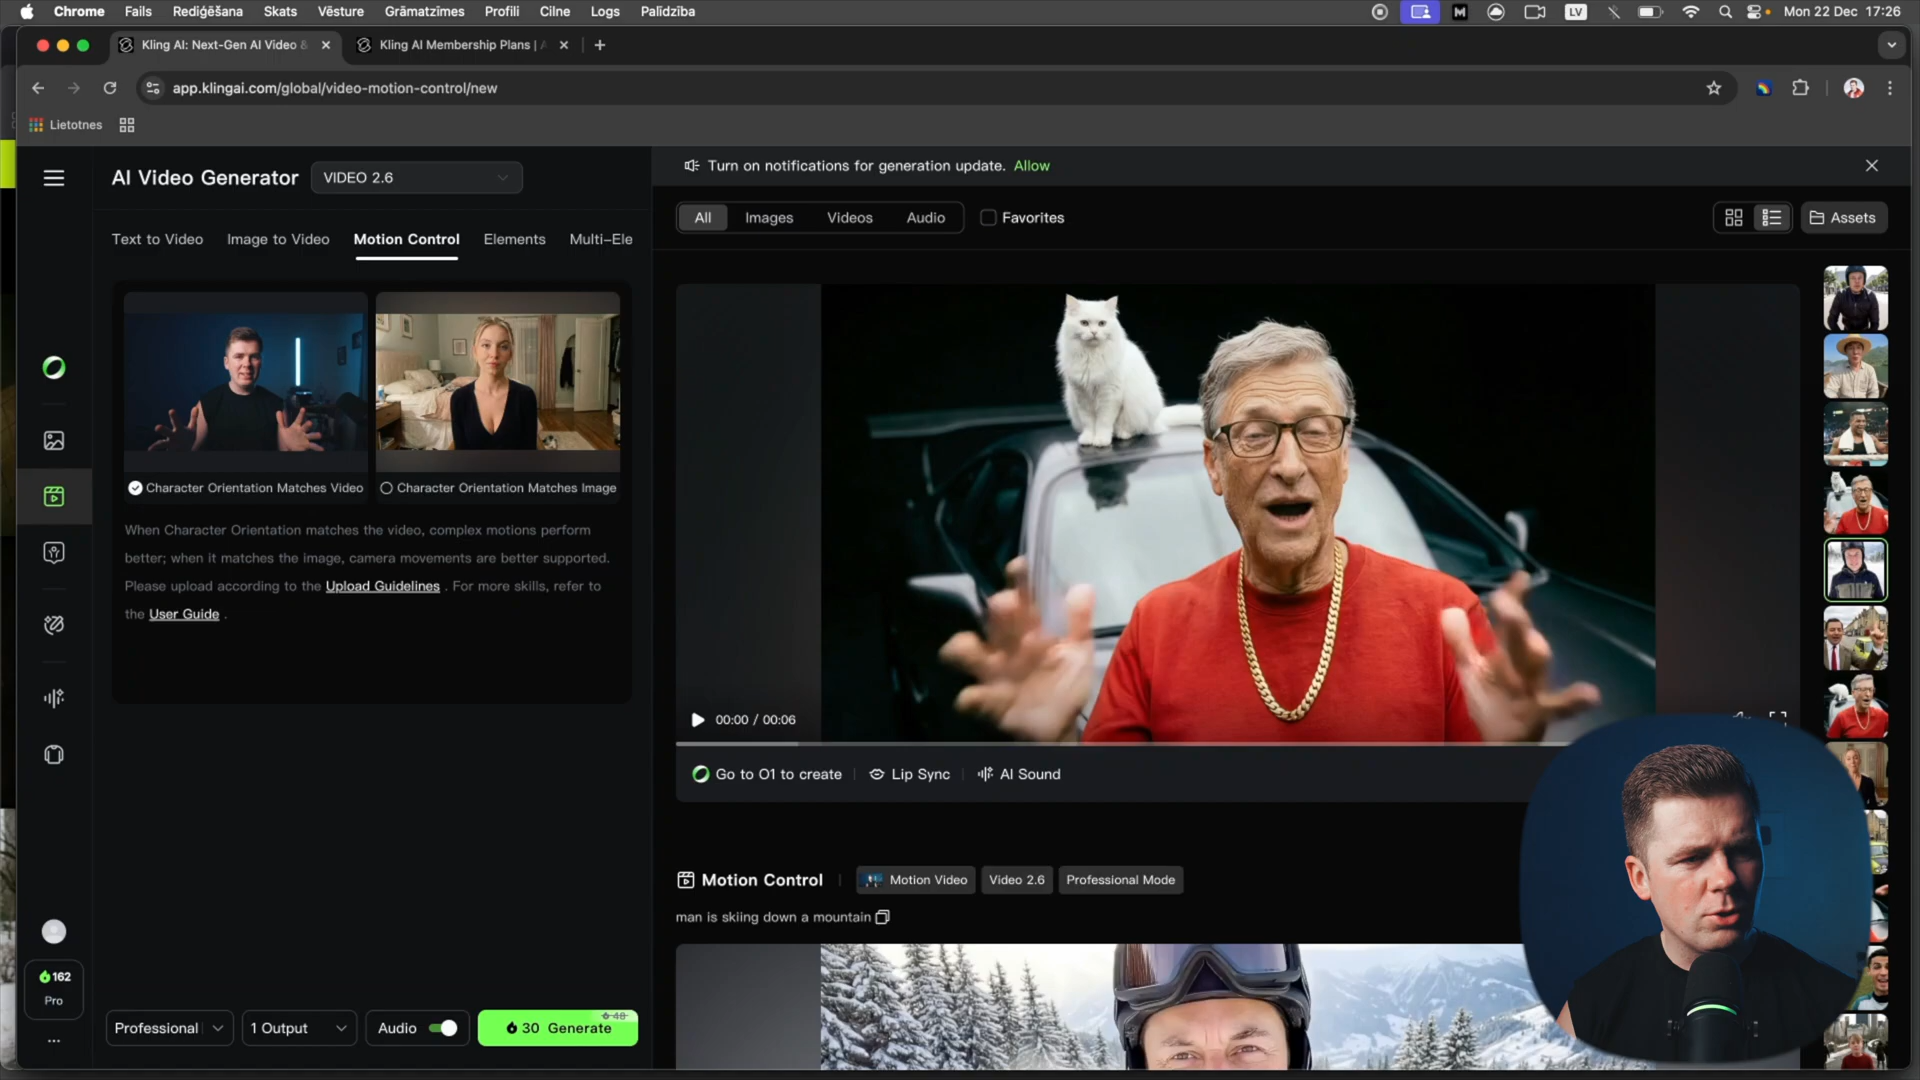 Chrome Fails Rediģēšana Skats Vēsture Grāmatzīmes Profili Cilne Logs Palīdzība LV Mon 22 Dec 17:26
Kling AI: Next-Gen AI Video & Kling AI Membership Plans |
app.klingai.com/global/video-motion-control/new
Lietotnes
AI Video Generator VIDEO 2.6
Turn on notifications for generation update. Allow
All Images Videos Audio Favorites Assets
Text to Video Image to Video Motion Control Elements Multi-Ele
Character Orientation Matches Video Character Orientation Matches Image
When Character Orientation matches the video, complex motions perform
better; when it matches the image, camera movements are better supported.
Please upload according to the Upload Guidelines . For more skills, refer to
the User Guide .
00:00 / 00:06
Go to O1 to create Lip Sync AI Sound
Motion Control Motion Video Video 2.6 Professional Mode
man is skiing down a mountain
162
Pro
Professional 1 Output Audio 30 Generate 48